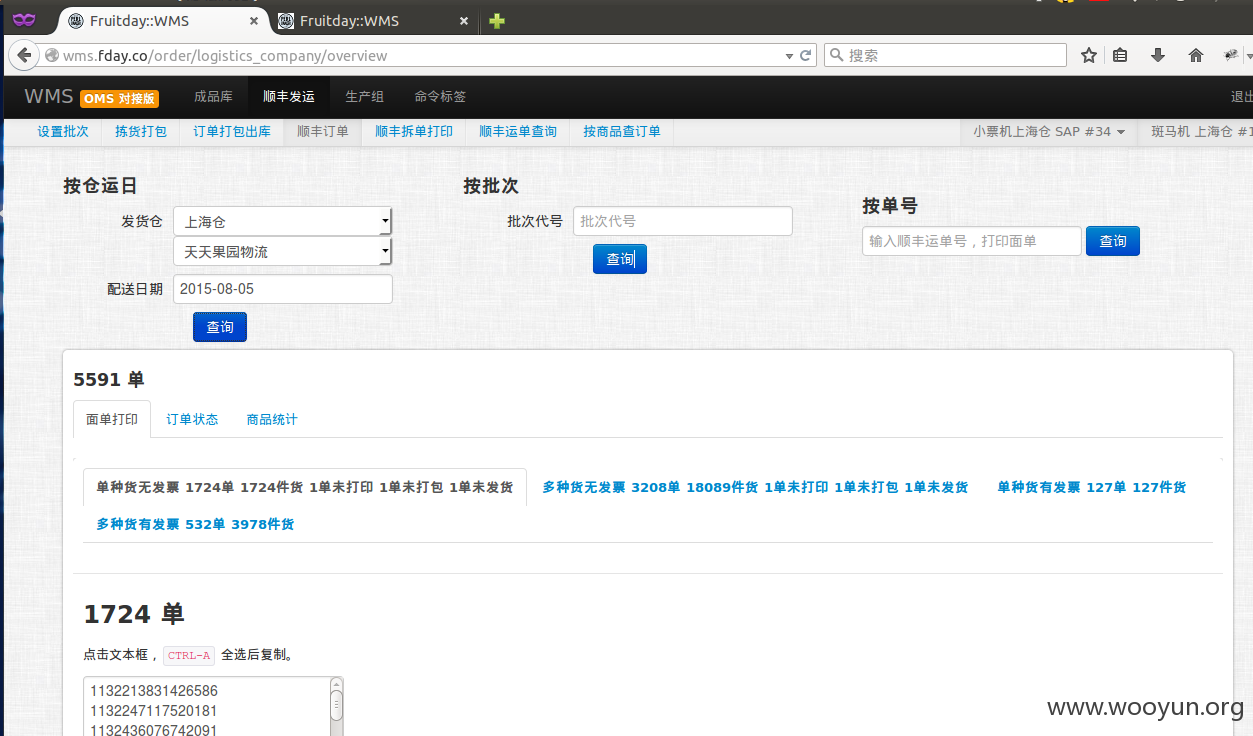 Fruitday::WMS
Fruitday::WMS
wms.fday.co/order/logistics_company/overview
搜索
WMS OMS 对接版 成品库 顺丰发运 生产组 命令标签
设置批次 拣货打包 订单打包出库 顺丰订单 顺丰拆单打印 顺丰运单查询 按商品查订单 小票机上海仓 SAP #34 斑马机 上海仓
按仓运日
发货仓 上海仓
天天果园物流
配送日期 2015-08-05
查询
按批次
批次代号 批次代号
查询
按单号
输入顺丰运单号，打印面单 查询
5591 单
面单打印 订单状态 商品统计
单种货无发票 1724单 1724件货 1单未打印 1单未打包 1单未发货 多种货无发票 3208单 18089件货 1单未打印 1单未打包 1单未发货 单种货有发票 127单 127件货
多种货有发票 532单 3978件货
1724 单
点击文本框， CTRL-A 全选后复制。
1132213831426586
1132247117520181
1132436076742091
www.wooyun.org